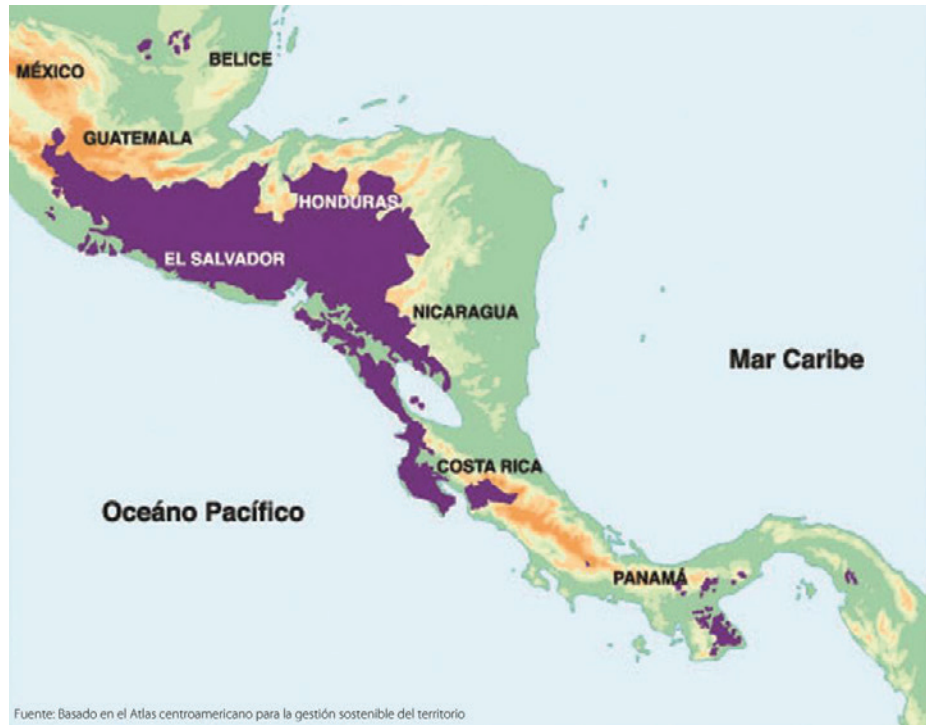 BELICE
MÉXICO
GUATEMALA
HONDURAS
EL SALVADOR
NICARAGUA
Mar Caribe
COSTA RICA
Oceáno Pacífico
PANAMÁ
Fuente: Basado en el Atlas centroamericano para la gestión sostenible del territorio